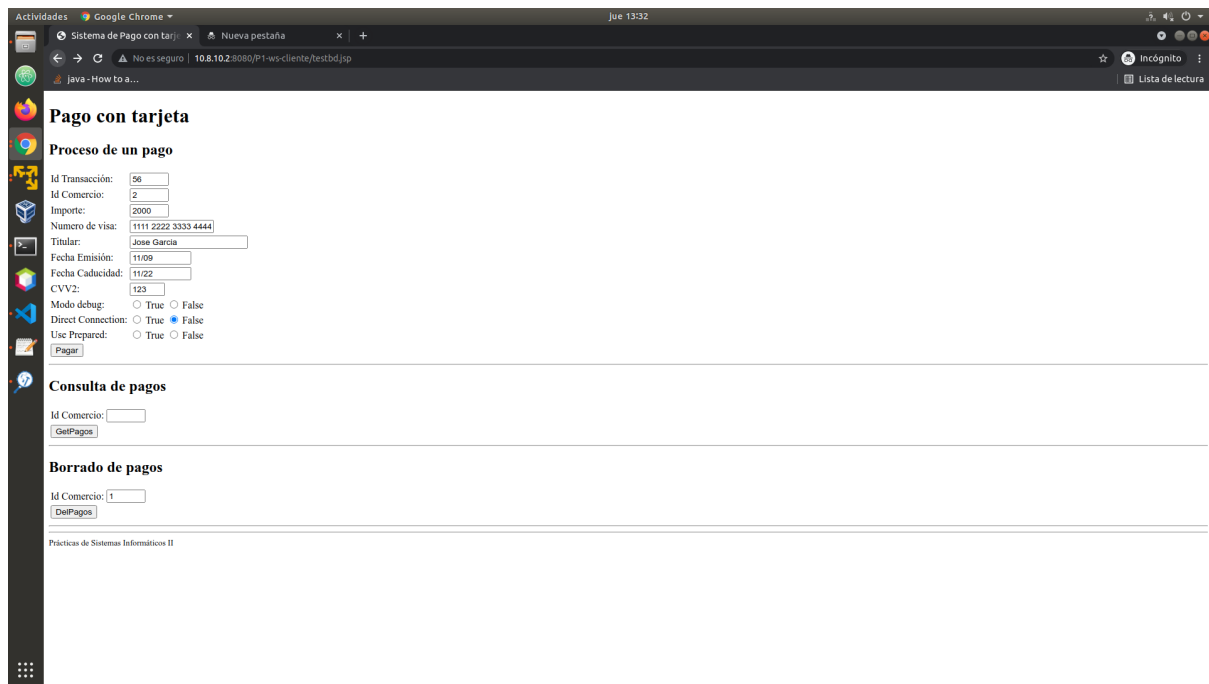 Actividades Google Chrome jue 13:32
Sistema de Pago con tarje × Nueva pestaña × +
No es seguro | 10.8.10.2:8080/P1-ws-cliente/testbd.jsp Incógnito
java - How to a... Lista de lectura
Pago con tarjeta
Proceso de un pago
Id Transacción: 56
Id Comercio: 2
Importe: 2000
Numero de visa: 1111 2222 3333 4444
Titular: Jose Garcia
Fecha Emisión: 11/09
Fecha Caducidad: 11/22
CVV2: 123
Modo debug: True False
Direct Connection: True False
Use Prepared: True False
Pagar
Consulta de pagos
Id Comercio:
GetPagos
Borrado de pagos
Id Comercio: 1
DelPagos
Prácticas de Sistemas Informáticos II